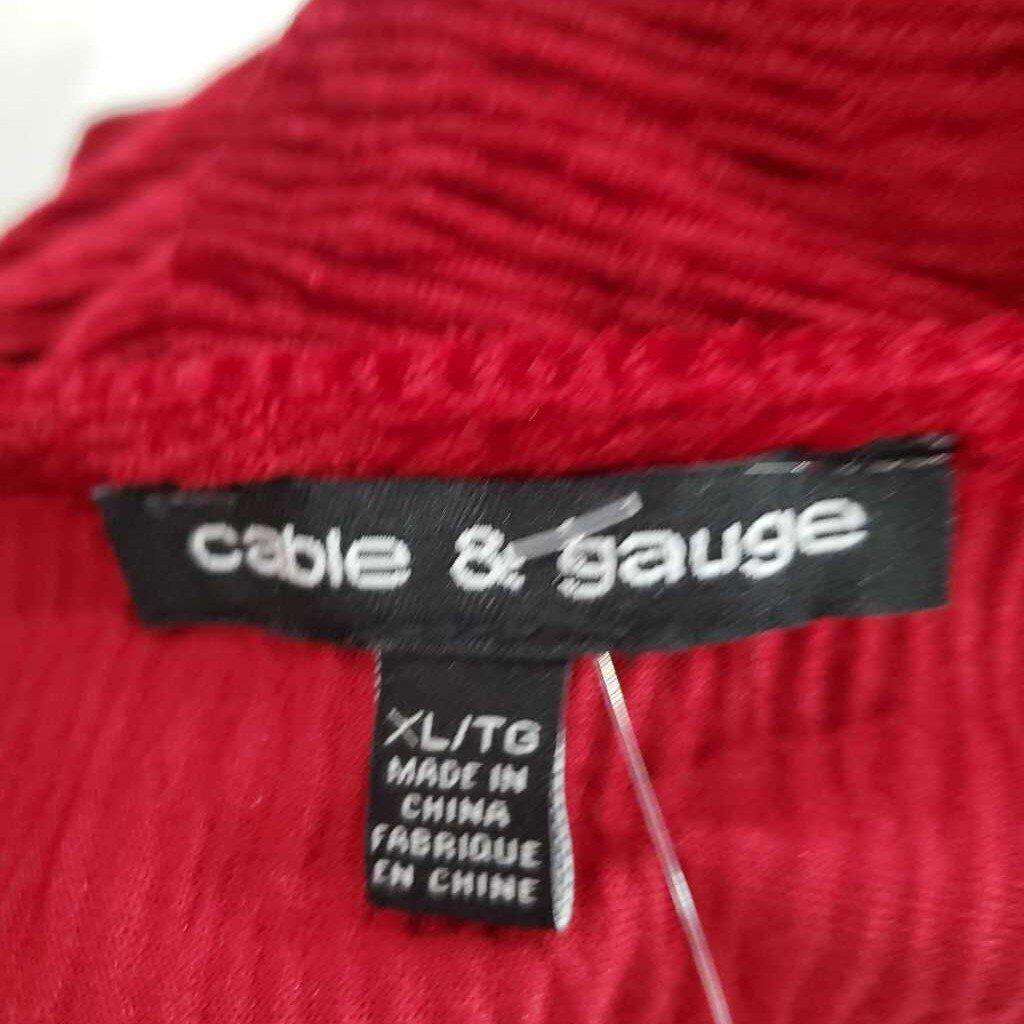 cable & gauge
XL/TG
MADE IN
CHINA
FABRIQUE
EN CHINE